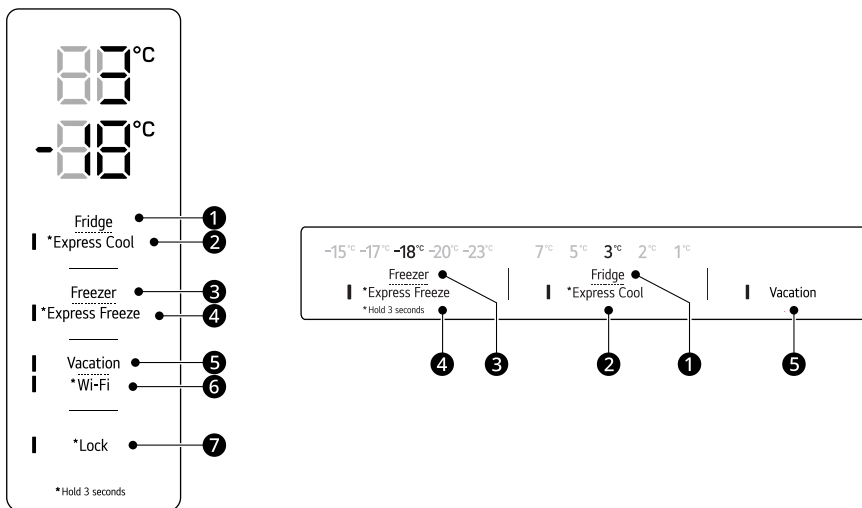 3°C
-18°C
Fridge
*Express Cool
Freezer
*Express Freeze
Vacation
*Wi-Fi
*Lock
*Hold 3 seconds
1
2
3
4
5
6
7
-15°C -17°C -18°C -20°C -23°C
7°C 5°C 3°C 2°C 1°C
Freezer
*Express Freeze
*Hold 3 seconds
Fridge
*Express Cool
Vacation
4 3 2 1 5